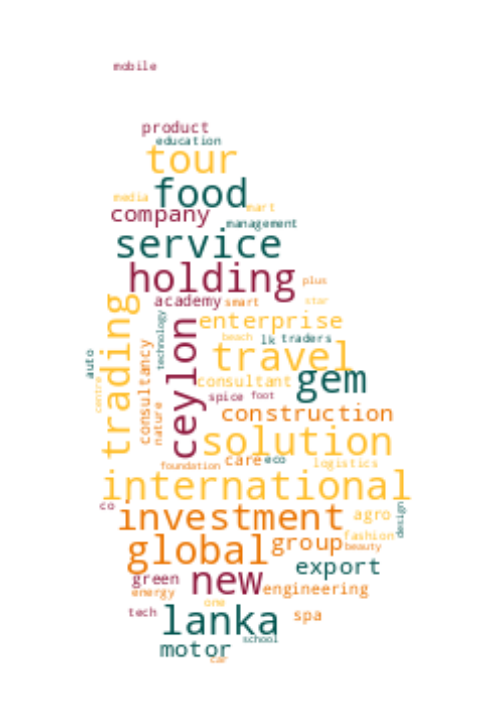 mobile
product
education
tour
food
media
mart
company
management
service
holding
plus
academy smart
star
trading
ceylon
technology
enterprise
beach
lk traders
auto
travel
consultancy
centre
consultant
gem
nature
spice foot
construction
solution
foundation
care eco
logistics
international
co
investment
agro
design
global
group
fashion
beauty
export
green
new
energy
engineering
one
tech
lanka
spa
school
motor
car